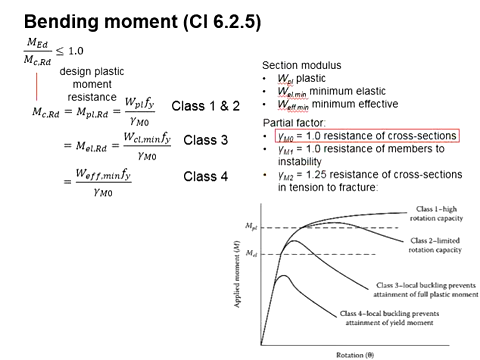 Bending moment (Cl 6.2.5)
M_Ed / M_c,Rd ≤ 1.0
design plastic
moment
resistance
M_c.Rd = M_pl.Rd = W_pl f_y / γ_M0 Class 1 & 2
= M_el.Rd = W_cl.min f_y / γ_M0 Class 3
= W_eff.min f_y / γ_M0 Class 4
Section modulus
• W_pl plastic
• W_el.min minimum elastic
• W_eff.min minimum effective
Partial factor:
• γ_M0 = 1.0 resistance of cross-sections
• γ_M1 = 1.0 resistance of members to
instability
• γ_M2 = 1.25 resistance of cross-sections
in tension to fracture:
Applied moment (M)
M_pl
M_el
Class 1–high
rotation capacity
Class 2–limited
rotation capacity
Class 3–local buckling prevents
attainment of full plastic moment
Class 4–local buckling prevents
attainment of yield moment
Rotation (θ)